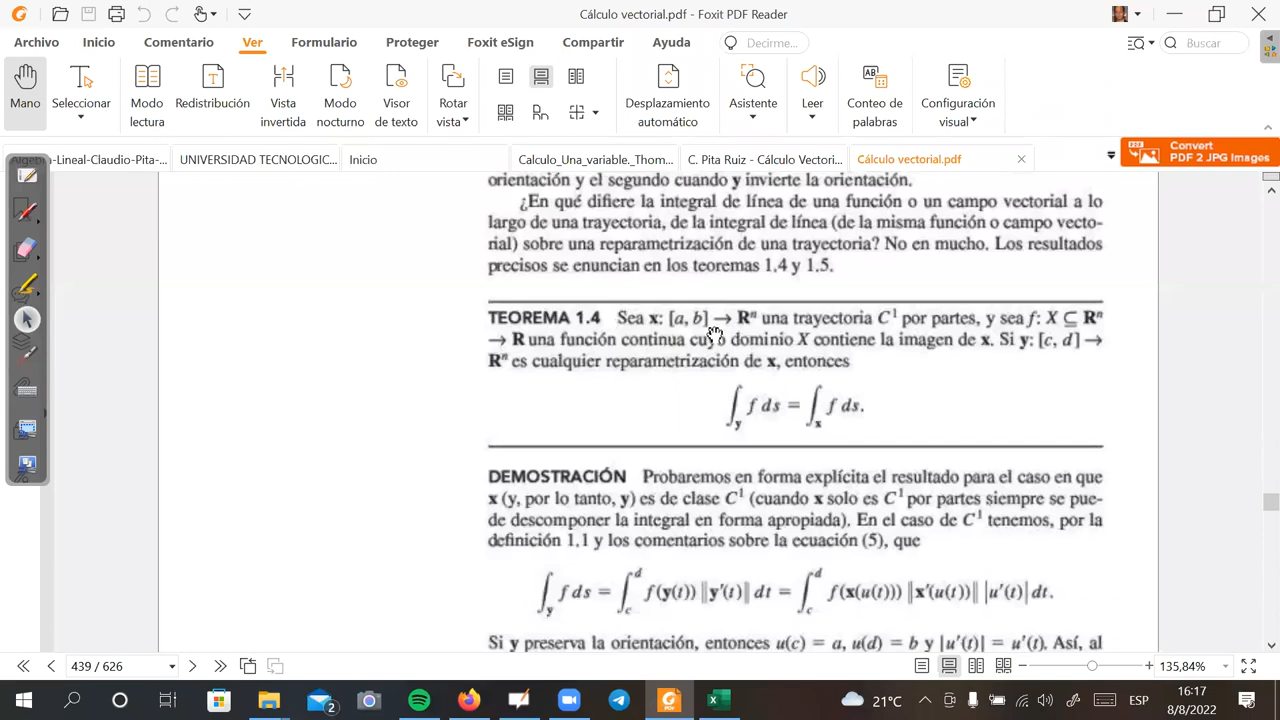 Cálculo vectorial.pdf - Foxit PDF Reader
Archivo Inicio Comentario Ver Formulario Proteger Foxit eSign Compartir Ayuda Decirme... Buscar
Mano Seleccionar Modo lectura Redistribución Vista invertida Modo nocturno Visor de texto Rotar vista Desplazamiento automático Asistente Leer Conteo de palabras Configuración visual
Algebra-Lineal-Claudio-Pita-... UNIVERSIDAD TECNOLOGIC... Inicio Calculo_Una_variable._Thom... C. Pita Ruiz - Cálculo Vectori... Cálculo vectorial.pdf
Convert
PDF 2 JPG Images
orientación y el segundo cuando y invierte la orientación.
¿En qué difiere la integral de línea de una función o un campo vectorial a lo
largo de una trayectoria, de la integral de línea (de la misma función o campo vecto-
rial) sobre una reparametrización de una trayectoria? No en mucho. Los resultados
precisos se enuncian en los teoremas 1.4 y 1.5.
TEOREMA 1.4 Sea x: [a, b] → Rⁿ una trayectoria C¹ por partes, y sea f: X ⊆ Rⁿ
→ R una función continua cuyo dominio X contiene la imagen de x. Si y: [c, d] →
Rⁿ es cualquier reparametrización de x, entonces
∫_y f ds = ∫_x f ds.
DEMOSTRACIÓN Probaremos en forma explícita el resultado para el caso en que
x (y, por lo tanto, y) es de clase C¹ (cuando x solo es C¹ por partes siempre se pue-
de descomponer la integral en forma apropiada). En el caso de C¹ tenemos, por la
definición 1.1 y los comentarios sobre la ecuación (5), que
∫_y f ds = ∫_c^d f(y(t)) ‖y′(t)‖ dt = ∫_c^d f(x(u(t))) ‖x′(u(t))‖ |u′(t)| dt.
Si y preserva la orientación, entonces u(c) = a, u(d) = b y |u′(t)| = u′(t). Así, al
439 / 626 135,84%
2 21°C ESP 16:17
8/8/2022